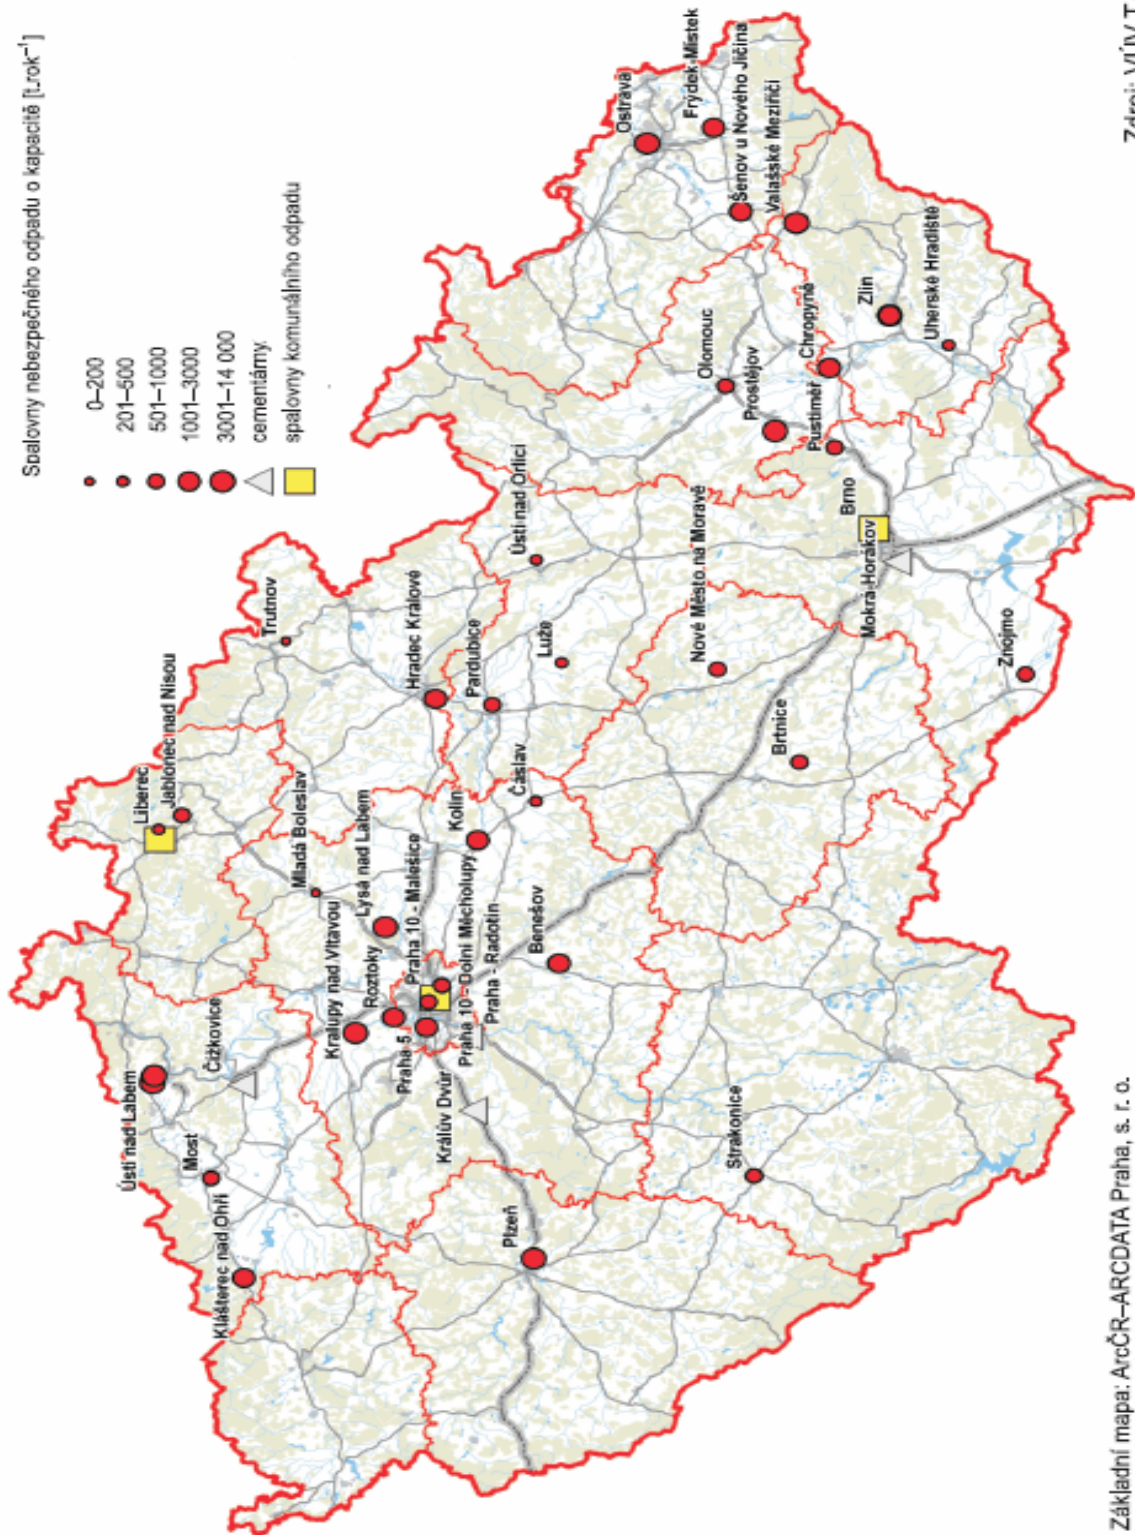 Spalovny nebezpečného odpadu o kapacitě [t.rok⁻¹]
0–200
201–500
501–1000
1001–3000
3001–14 000
cementárny
spalovny komunálního odpadu
Liberec
Jablonec nad Nisou
Trutnov
Ústí nad Labem
Most
Klášterec nad Ohří
Čížkovice
Mladá Boleslav
Kralupy nad Vltavou
Lysá nad Labem
Roztoky
Praha 10 - Malešice
Praha 5
Praha 10 - Dolní Měcholupy
Praha - Radotín
Králův Dvůr
Kolín
Čáslav
Benešov
Hradec Králové
Pardubice
Ústí nad Orlicí
Luže
Plzeň
Strakonice
Nové Město na Moravě
Brtnice
Znojmo
Brno
Mokrá-Horákov
Olomouc
Prostějov
Pustiměř
Chropyně
Zlín
Uherské Hradiště
Ostrava
Frýdek-Místek
Šenov u Nového Jičína
Valašské Meziříčí
Základní mapa: ArcČR–ARCDATA Praha, s. r. o.
Zdroj: VÚV T